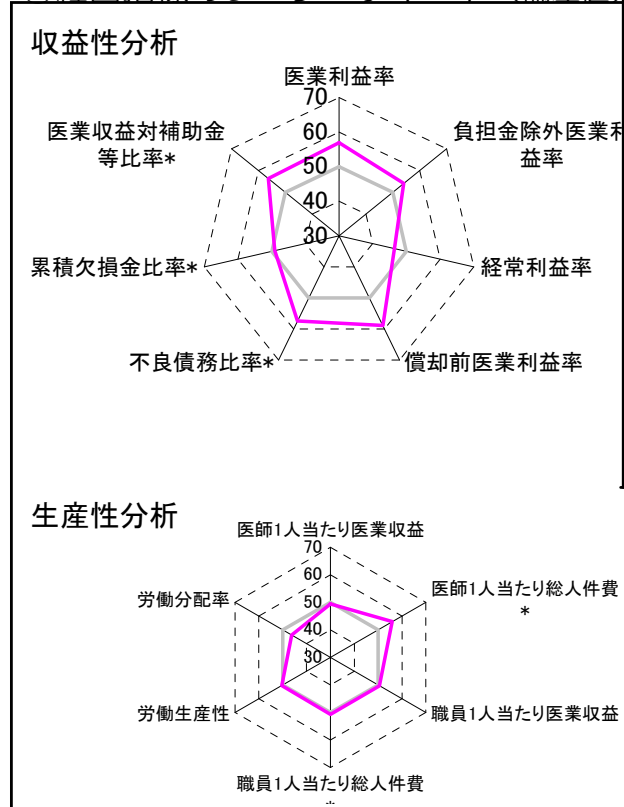 収益性分析
医業利益率
70
60
50
40
30
負担金除外医業利
益率
経常利益率
償却前医業利益率
不良債務比率*
累積欠損金比率*
医業収益対補助金
等比率*
生産性分析
医師1人当たり医業収益
70
60
50
40
30
医師1人当たり総人件費
*
職員1人当たり医業収益
職員1人当たり総人件費
*
労働生産性
労働分配率